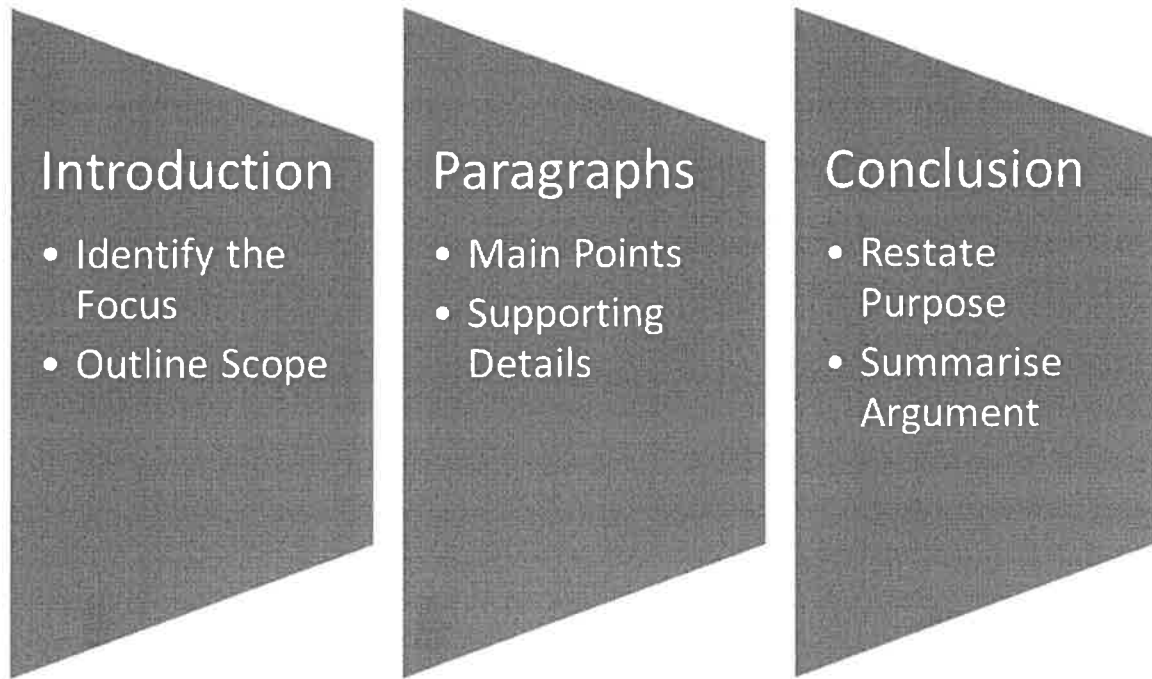 Introduction
• Identify the
Focus
• Outline Scope
Paragraphs
• Main Points
• Supporting
Details
Conclusion
• Restate
Purpose
• Summarise
Argument